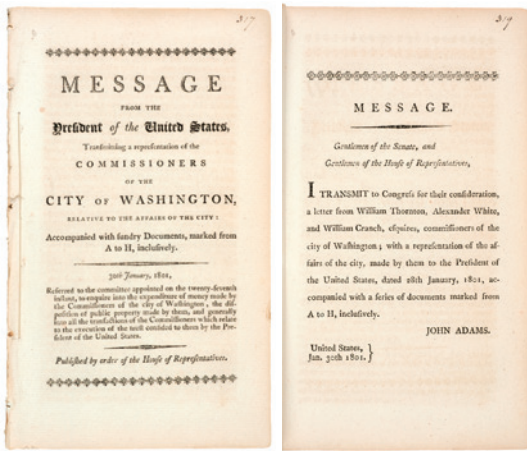 317
MESSAGE
FROM THE
President of the United States,
Transmitting a representation of the
COMMISSIONERS
OF THE
CITY OF WASHINGTON,
RELATIVE TO THE AFFAIRS OF THE CITY:
Accompanied with sundry Documents, marked from
A to H, inclusively.
30th January, 1801,
Referred to the committee appointed on the twenty-seventh
instant, to enquire into the expenditure of money made by
the Commissioners of the city of Washington, the dis-
position of public property made by them, and generally
into all the transactions of the Commissioners which relate
to the execution of the trust confided to them by the Pre-
sident of the United States.
Published by order of the House of Representatives.
319
MESSAGE.
Gentlemen of the Senate, and
Gentlemen of the House of Representatives,
I TRANSMIT to Congress for their consideration,
a letter from William Thornton, Alexander White,
and William Cranch, esquires, commissioners of the
city of Washington; with a representation of the af-
fairs of the city, made by them to the President of
the United States, dated 28th January, 1801, ac-
companied with a series of documents marked from
A to H, inclusively.
JOHN ADAMS.
United States,
Jan. 30th 1801. }